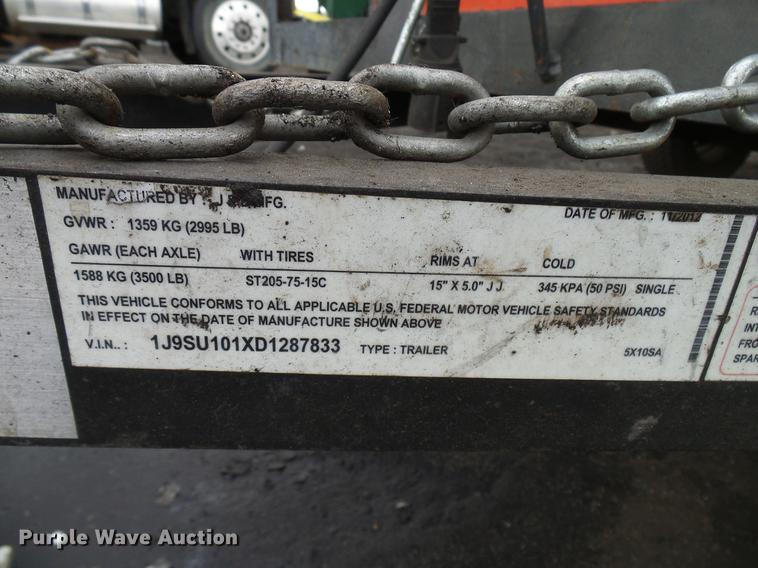 MANUFACTURED BY : J MFG.
DATE OF MFG. : 11/2012
GVWR : 1359 KG (2995 LB)
GAWR (EACH AXLE) WITH TIRES RIMS AT COLD
1588 KG (3500 LB) ST205-75-15C 15" X 5.0" J J 345 KPA (50 PSI) SINGLE
THIS VEHICLE CONFORMS TO ALL APPLICABLE U.S. FEDERAL MOTOR VEHICLE SAFETY STANDARDS
IN EFFECT ON THE DATE OF MANUFACTURE SHOWN ABOVE
V.I.N.. : 1J9SU101XD1287833 TYPE : TRAILER 5X10SA
Purple Wave Auction